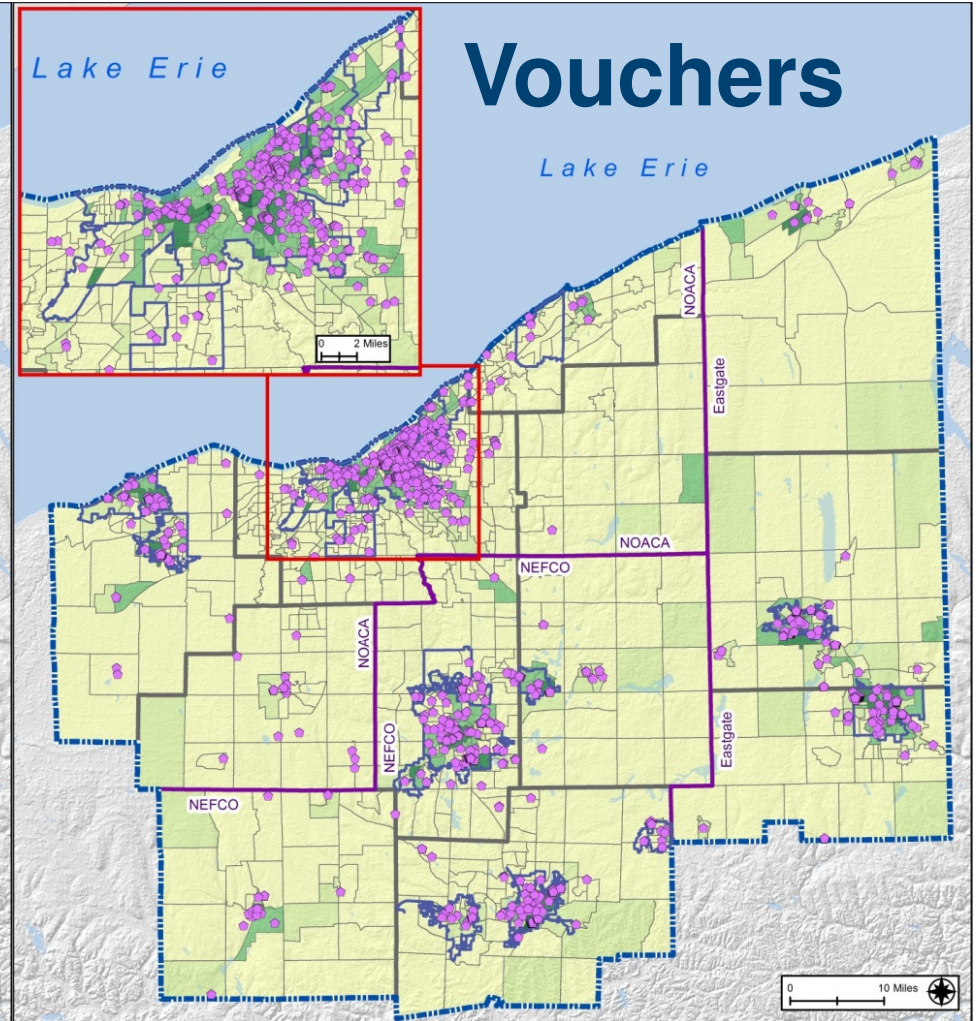 Lake Erie
Vouchers
Lake Erie
0 2 Miles
NOACA
Eastgate
NOACA
NEFCO
NOACA
NEFCO
Eastgate
NEFCO
0 10 Miles